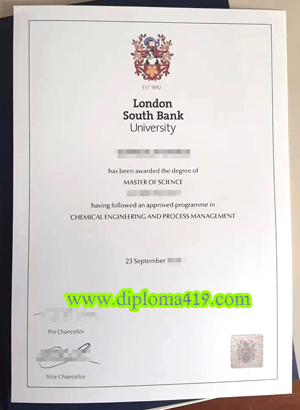 EST 1892
London
South Bank
University
has been awarded the degree of
MASTER OF SCIENCE
having followed an approved programme in
CHEMICAL ENGINEERING AND PROCESS MANAGEMENT
23 September
www.diploma419.com
Pro Chancellor
Vice-Chancellor